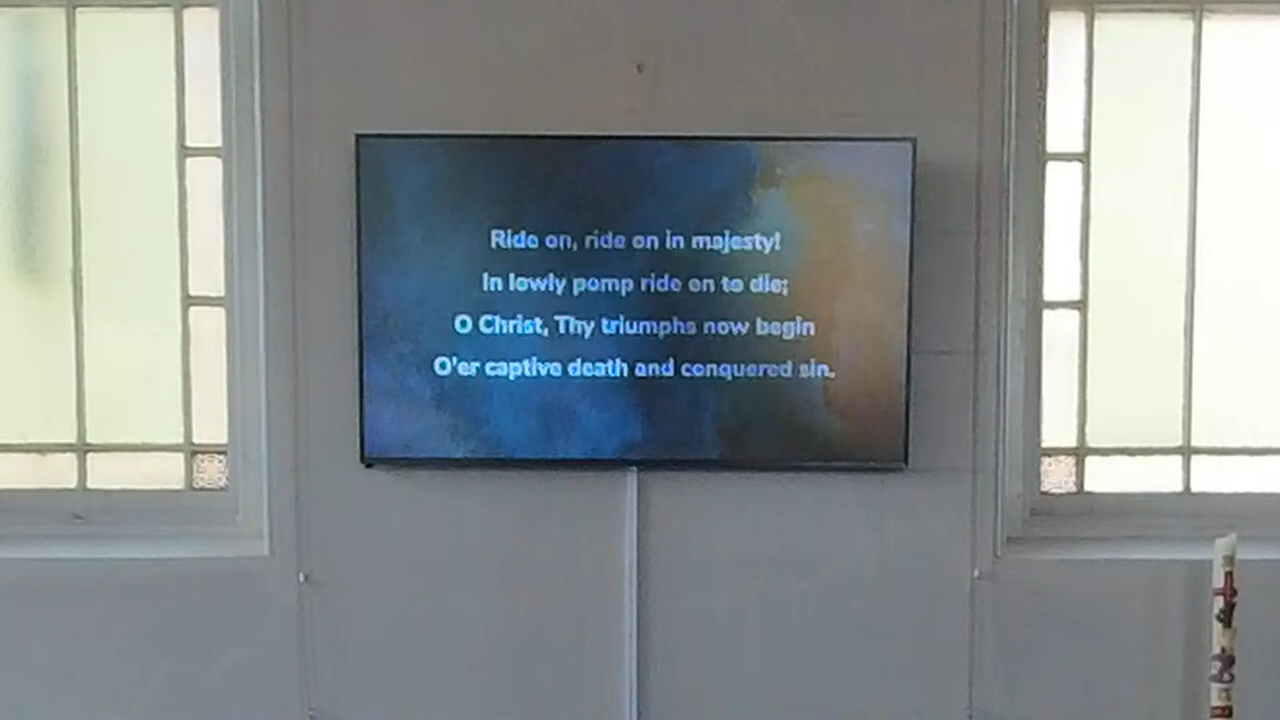 Ride on, ride on in majesty!
In lowly pomp ride on to die;
O Christ, Thy triumphs now begin
O'er captive death and conquered sin.